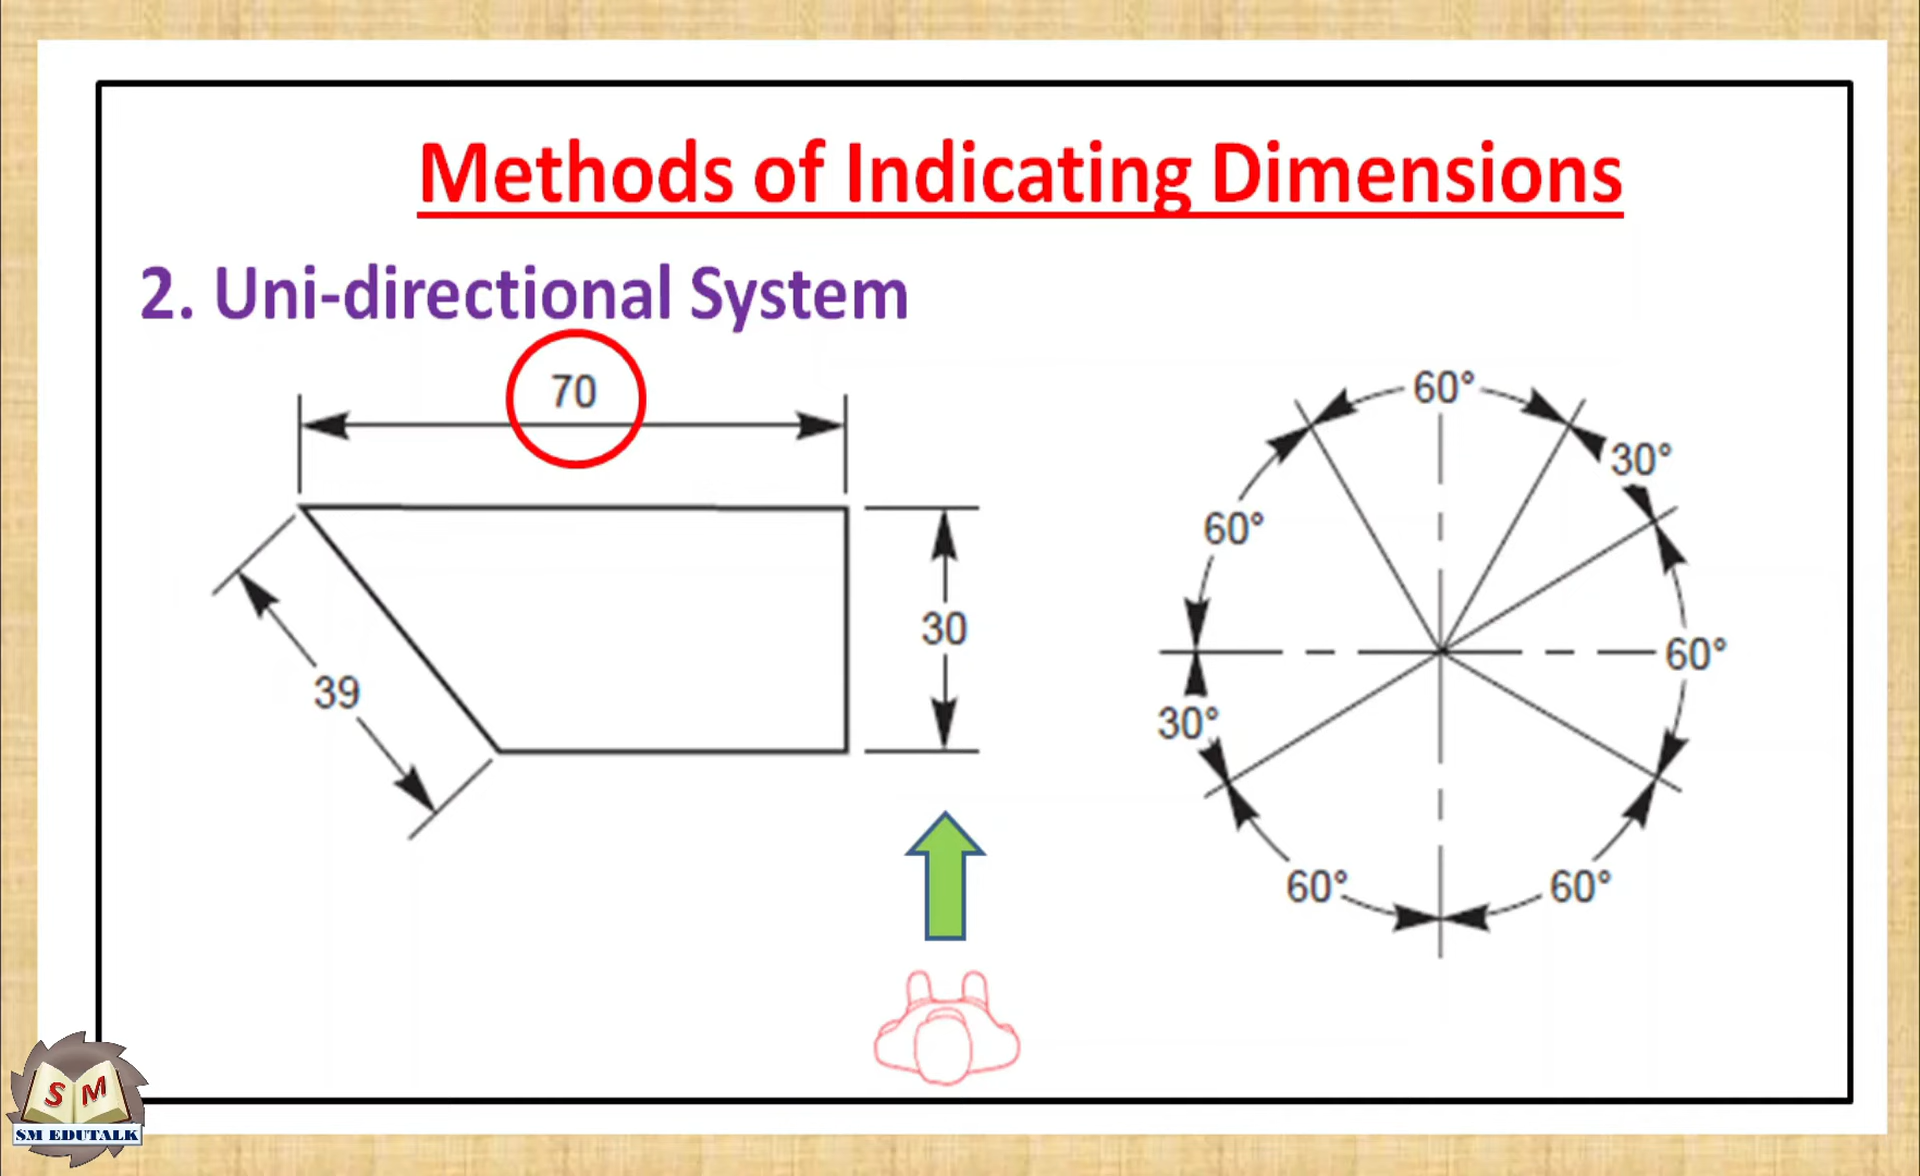 Methods of Indicating Dimensions
2. Uni-directional System
70
39
30
60°
30°
60°
60°
30°
60°
60°
S M
SM EDUTALK